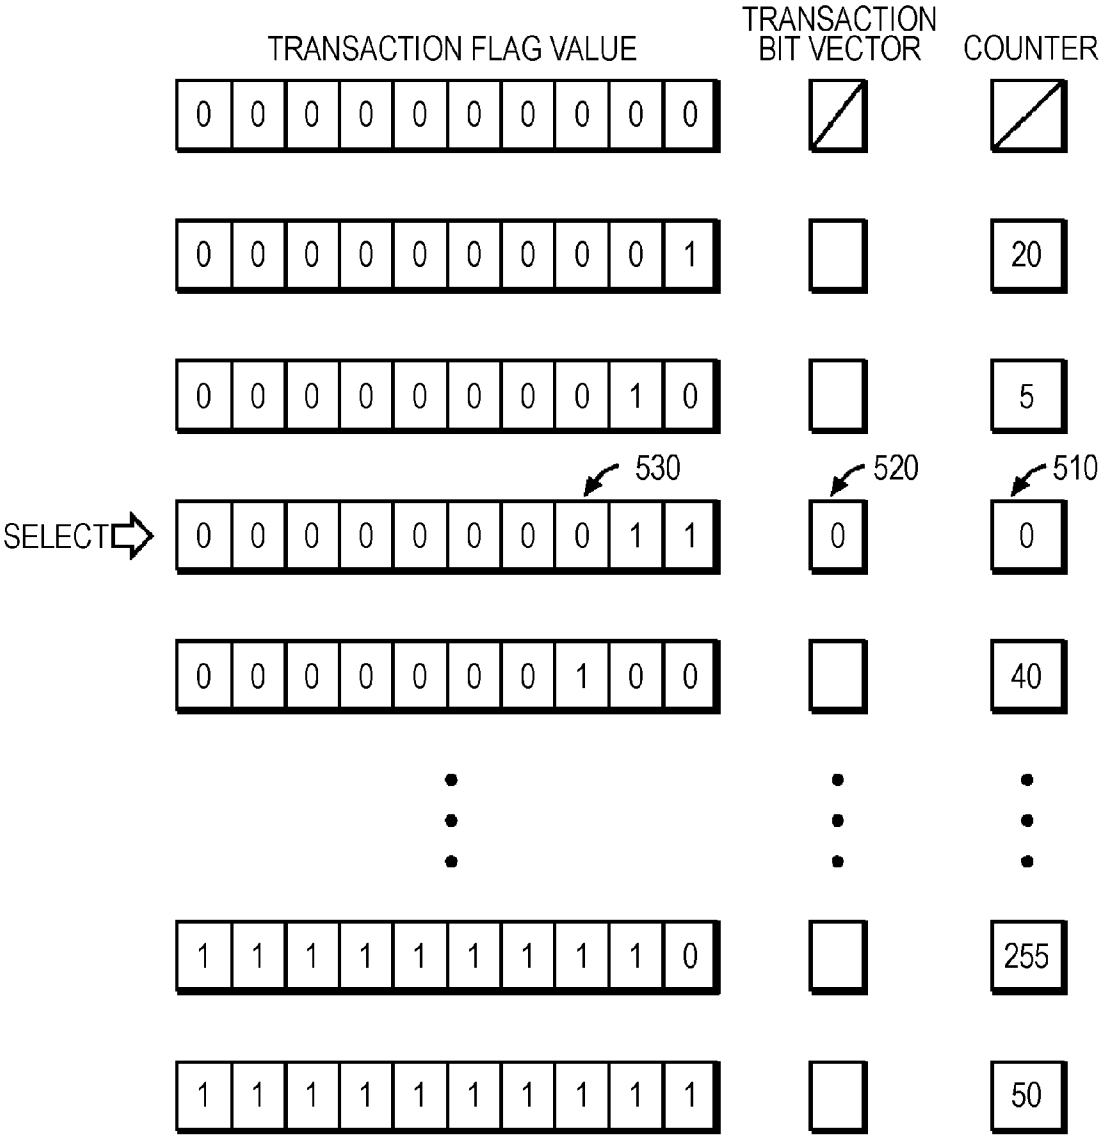 TRANSACTION FLAG VALUE TRANSACTION BIT VECTOR COUNTER
0 0 0 0 0 0 0 0 0 0
0 0 0 0 0 0 0 0 0 1 20
0 0 0 0 0 0 0 0 1 0 5
530 520 510
SELECT 0 0 0 0 0 0 0 0 1 1 0 0
0 0 0 0 0 0 0 1 0 0 40
1 1 1 1 1 1 1 1 1 0 255
1 1 1 1 1 1 1 1 1 1 50